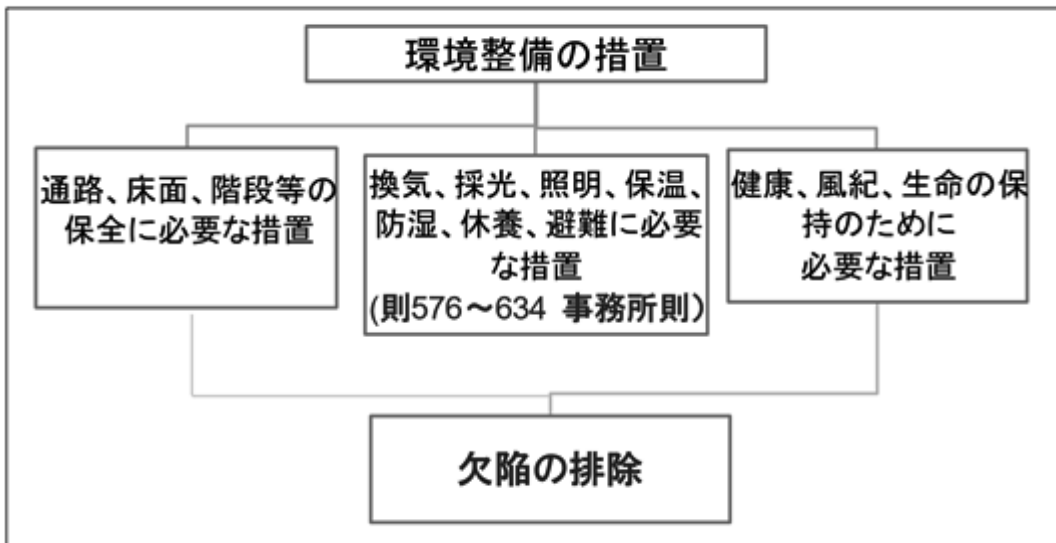 環境整備の措置
通路、床面、階段等の
保全に必要な措置
換気、採光、照明、保温、
防湿、休養、避難に必要
な措置
(則576～634 事務所則）
健康、風紀、生命の保
持のために
必要な措置
欠陥の排除